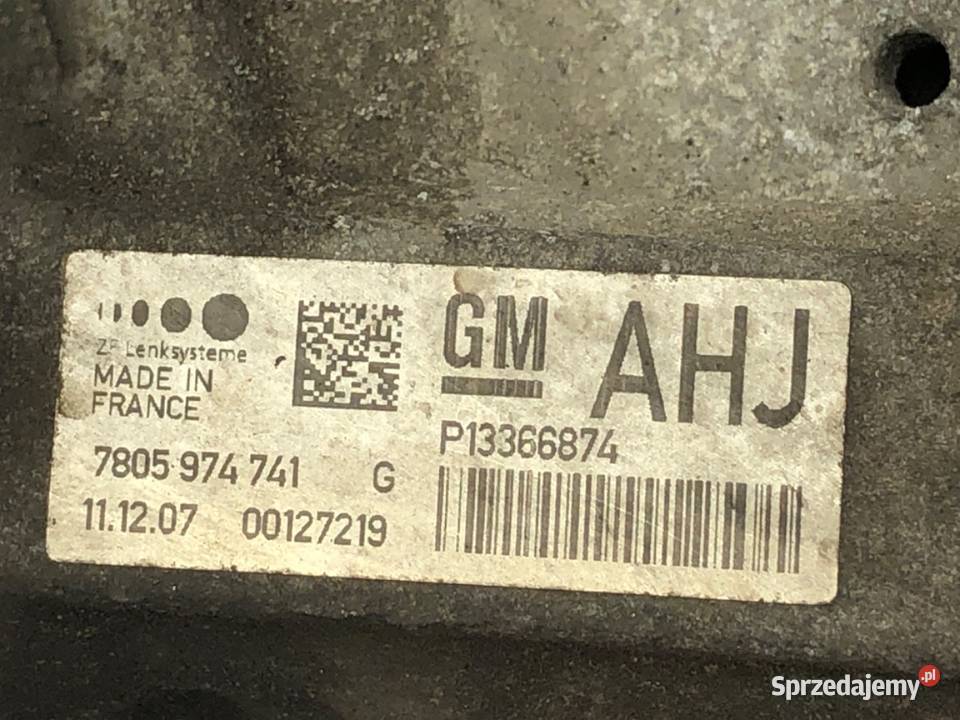 ZF Lenksysteme
MADE IN
FRANCE
7805 974 741 G
11.12.07 00127219
GM AHJ
P13366874
Sprzedajemy.pl